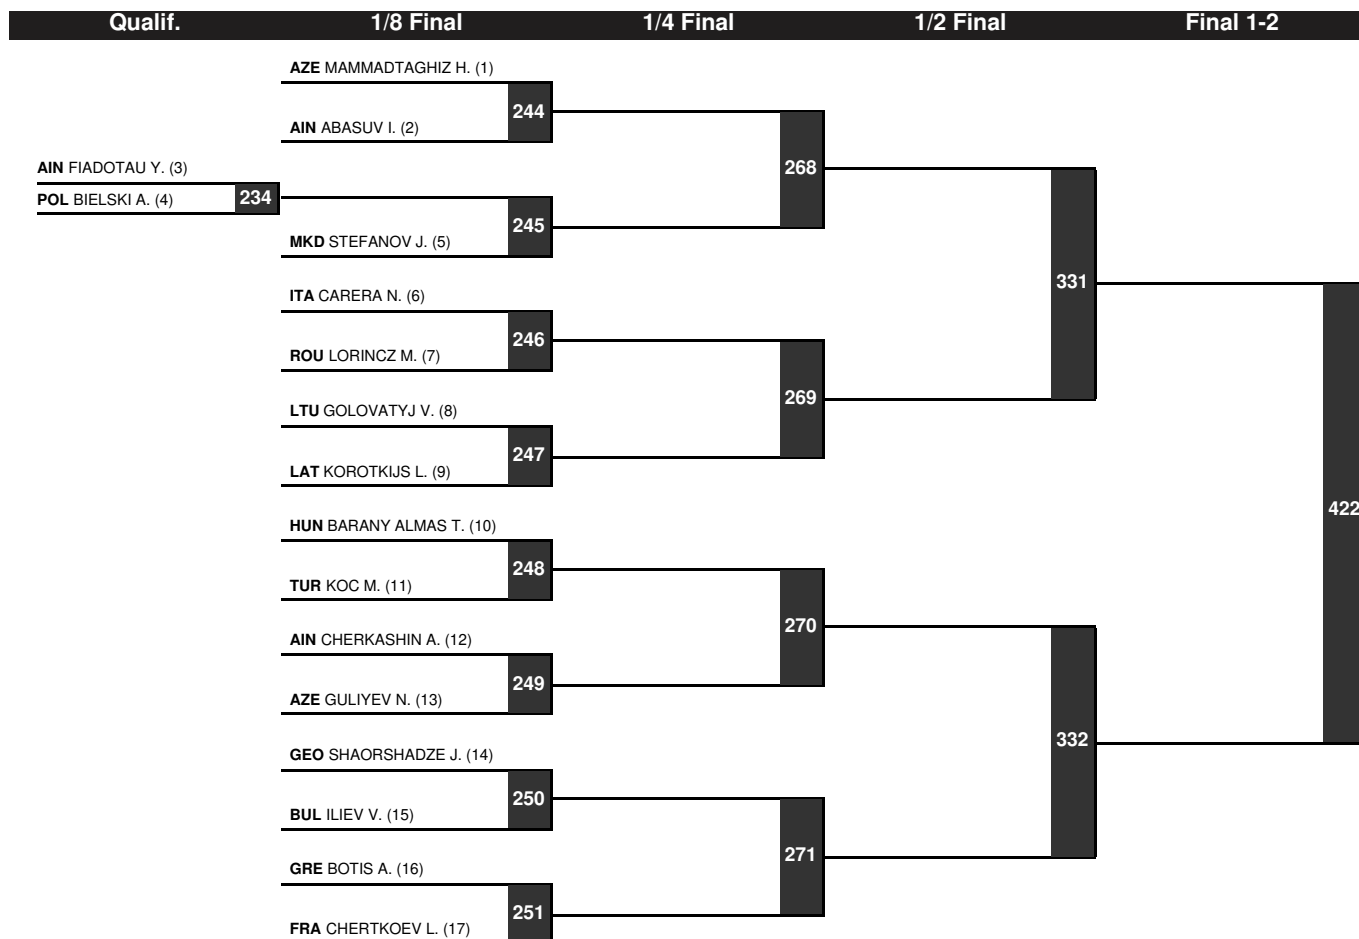 Qualif. 1/8 Final 1/4 Final 1/2 Final Final 1-2
AZE MAMMADTAGHIZ H. (1)
244
AIN ABASUV I. (2)
AIN FIADOTAU Y. (3)
268
POL BIELSKI A. (4) 234
245
MKD STEFANOV J. (5)
331
ITA CARERA N. (6)
246
ROU LORINCZ M. (7)
269
LTU GOLOVATYJ V. (8)
247
LAT KOROTKIJS L. (9)
422
HUN BARANY ALMAS T. (10)
248
TUR KOC M. (11)
270
AIN CHERKASHIN A. (12)
249
AZE GULIYEV N. (13)
332
GEO SHAORSHADZE J. (14)
250
BUL ILIEV V. (15)
271
GRE BOTIS A. (16)
251
FRA CHERTKOEV L. (17)